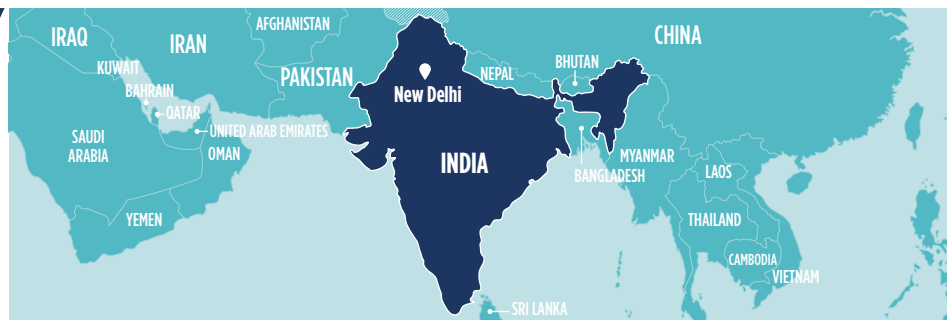 AFGHANISTAN
IRAQ
IRAN
CHINA
KUWAIT
PAKISTAN
NEPAL
BHUTAN
BAHRAIN
New Delhi
QATAR
UNITED ARAB EMIRATES
SAUDI
ARABIA
OMAN
INDIA
MYANMAR
BANGLADESH
LAOS
YEMEN
THAILAND
CAMBODIA
VIETNAM
SRI LANKA